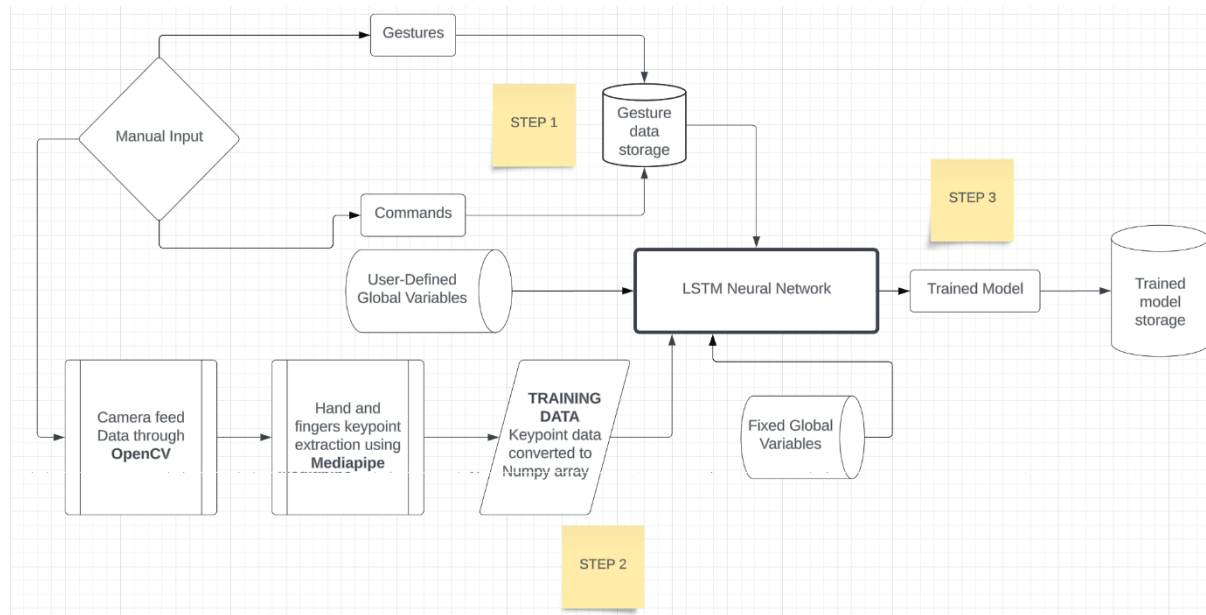 Gestures
Manual Input
STEP 1
Gesture
data
storage
Commands
STEP 3
User-Defined
Global Variables
LSTM Neural Network
Trained Model
Trained
model
storage
Camera feed
Data through
OpenCV
Hand and
fingers keypoint
extraction using
Mediapipe
TRAINING
DATA
Keypoint data
converted to
Numpy array
Fixed Global
Variables
STEP 2